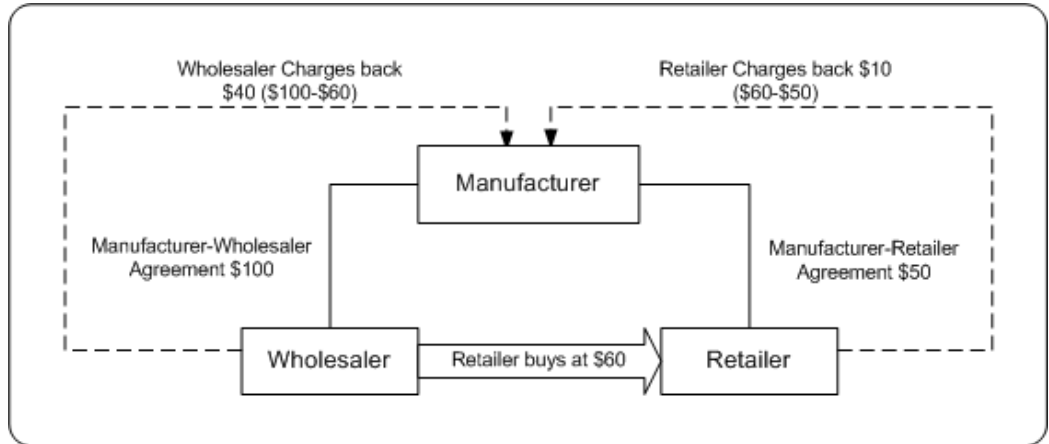 Wholesaler Charges back
$40 ($100-$60)
Retailer Charges back $10
($60-$50)
Manufacturer
Manufacturer-Wholesaler
Agreement $100
Manufacturer-Retailer
Agreement $50
Wholesaler
Retailer buys at $60
Retailer